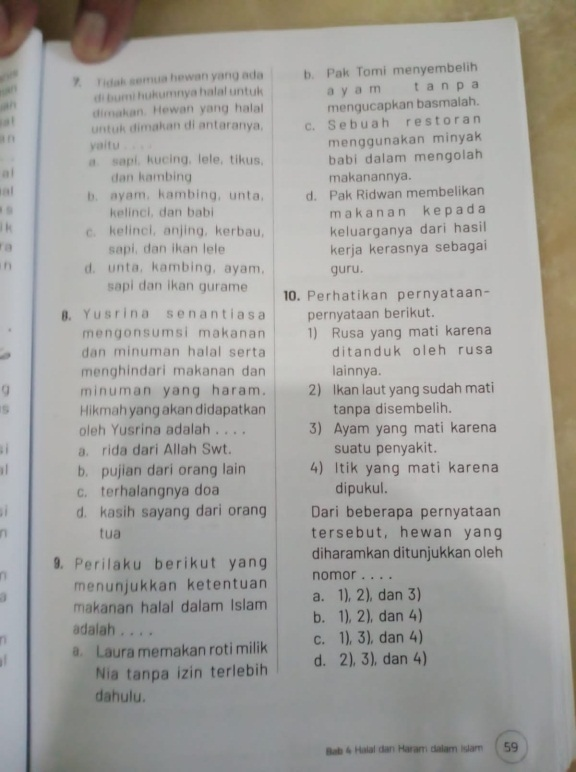 7. Tidak semua hewan yang ada
di bumi hukumnya halal untuk
dimakan. Hewan yang halal
untuk dimakan di antaranya,
yaitu . . . .
a. sapi, kucing, lele, tikus,
dan kambing
b. ayam, kambing, unta,
kelinci, dan babi
c. kelinci, anjing, kerbau,
sapi, dan ikan lele
d. unta, kambing, ayam,
sapi dan ikan gurame
8. Yusrina senantiasa
mengonsumsi makanan
dan minuman halal serta
menghindari makanan dan
minuman yang haram.
Hikmah yang akan didapatkan
oleh Yusrina adalah . . . .
a. rida dari Allah Swt.
b. pujian dari orang lain
c. terhalangnya doa
d. kasih sayang dari orang
tua
9. Perilaku berikut yang
menunjukkan ketentuan
makanan halal dalam Islam
adalah . . . .
a. Laura memakan roti milik
Nia tanpa izin terlebih
dahulu.
b. Pak Tomi menyembelih
ayam tanpa
mengucapkan basmalah.
c. Sebuah restoran
menggunakan minyak
babi dalam mengolah
makanannya.
d. Pak Ridwan membelikan
makanan kepada
keluarganya dari hasil
kerja kerasnya sebagai
guru.
10. Perhatikan pernyataan-
pernyataan berikut.
1) Rusa yang mati karena
ditanduk oleh rusa
lainnya.
2) Ikan laut yang sudah mati
tanpa disembelih.
3) Ayam yang mati karena
suatu penyakit.
4) Itik yang mati karena
dipukul.
Dari beberapa pernyataan
tersebut, hewan yang
diharamkan ditunjukkan oleh
nomor . . . .
a. 1), 2), dan 3)
b. 1), 2), dan 4)
c. 1), 3), dan 4)
d. 2), 3), dan 4)
Bab 4 Halal dan Haram dalam Islam 59